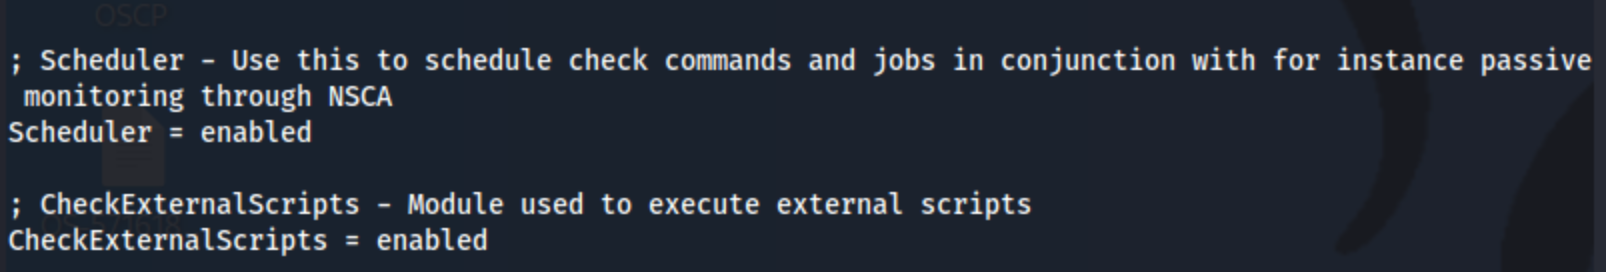 OSCP
; Scheduler – Use this to schedule check commands and jobs in conjunction with for instance passive
monitoring through NSCA
Scheduler = enabled
; CheckExternalScripts – Module used to execute external scripts
CheckExternalScripts = enabled